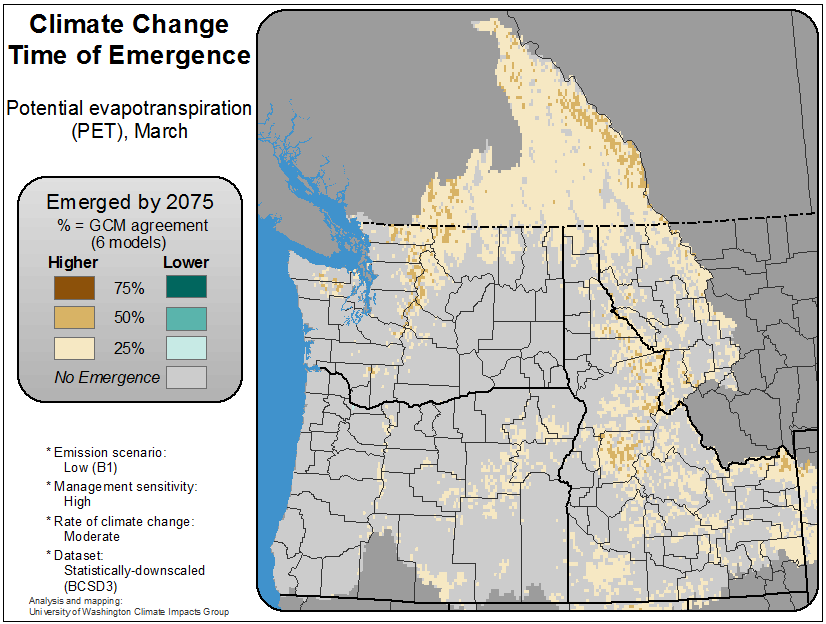 Climate Change
Time of Emergence
Potential evapotranspiration
(PET), March
Emerged by 2075
% = GCM agreement
(6 models)
Higher Lower
75%
50%
25%
No Emergence
* Emission scenario:
Low (B1)
* Management sensitivity:
High
* Rate of climate change:
Moderate
* Dataset:
Statistically-downscaled
(BCSD3)
Analysis and mapping:
University of Washington Climate Impacts Group